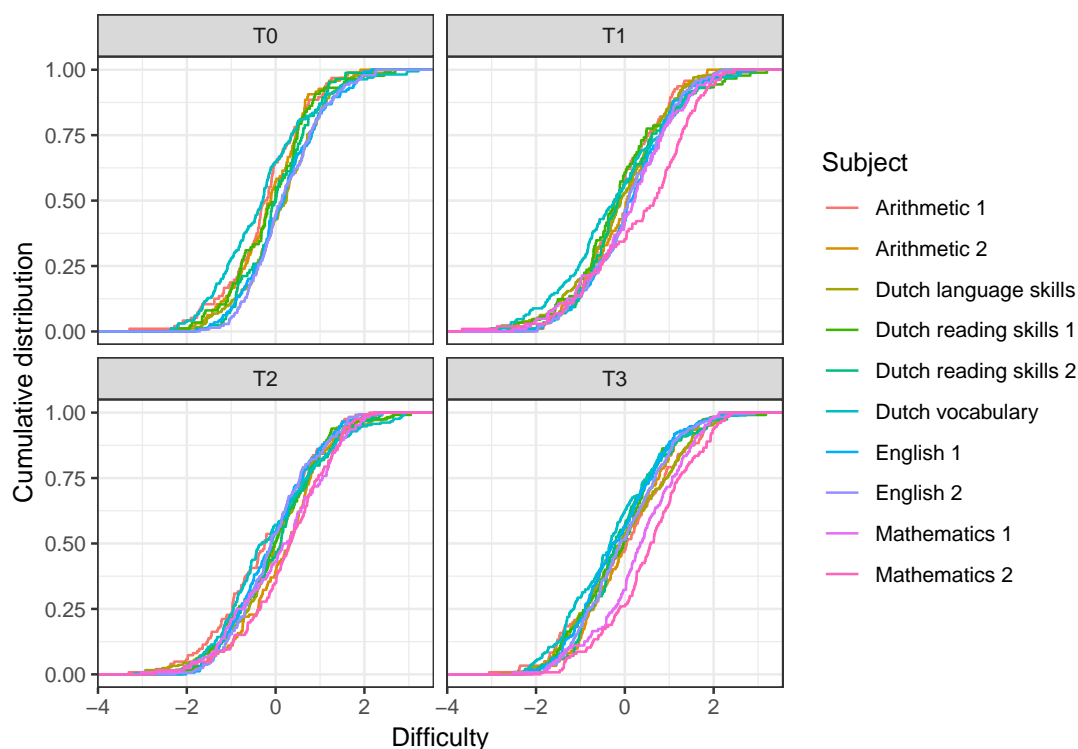 T0
T1
1.00
0.75
0.50
0.25
0.00
T2
T3
1.00
0.75
0.50
0.25
0.00
−4
−2
0
2
−4
−2
0
2
Difficulty
Cumulative distribution
Subject
Arithmetic 1
Arithmetic 2
Dutch language skills
Dutch reading skills 1
Dutch reading skills 2
Dutch vocabulary
English 1
English 2
Mathematics 1
Mathematics 2